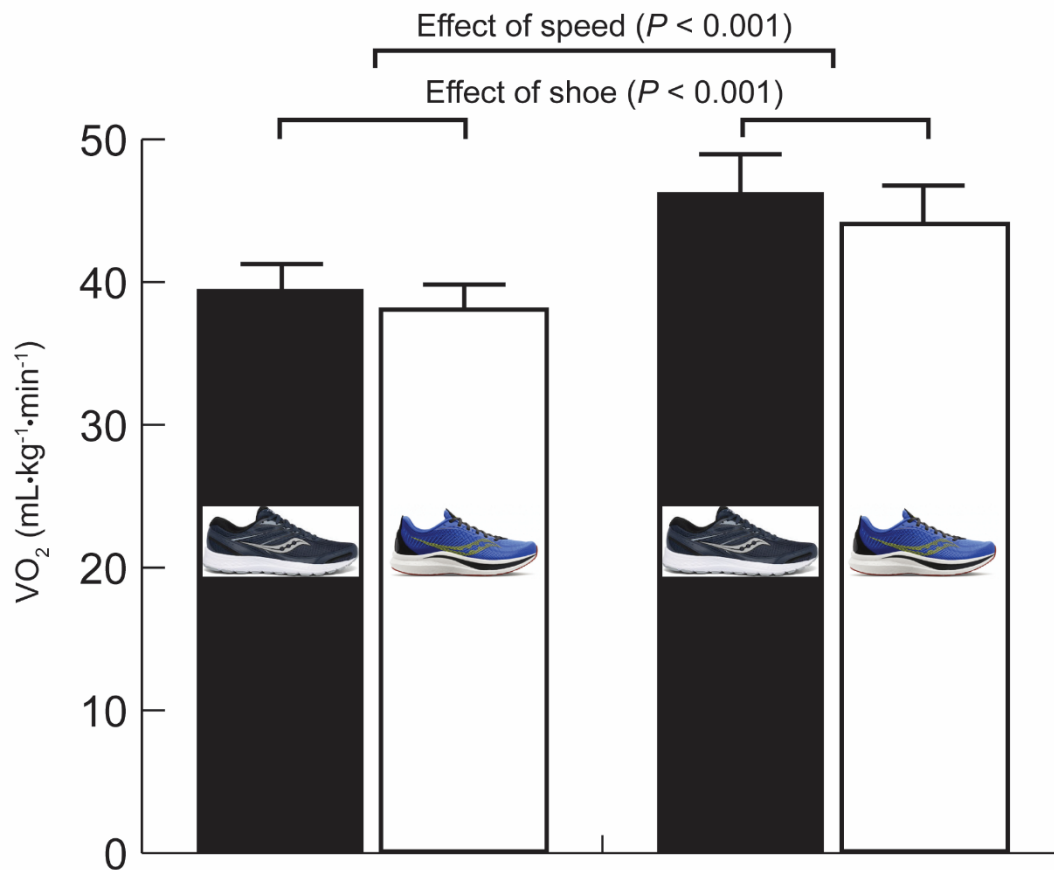 Effect of speed (P < 0.001)
Effect of shoe (P < 0.001)
50
40
30
20
10
0
VO₂ (mL•kg⁻¹•min⁻¹)